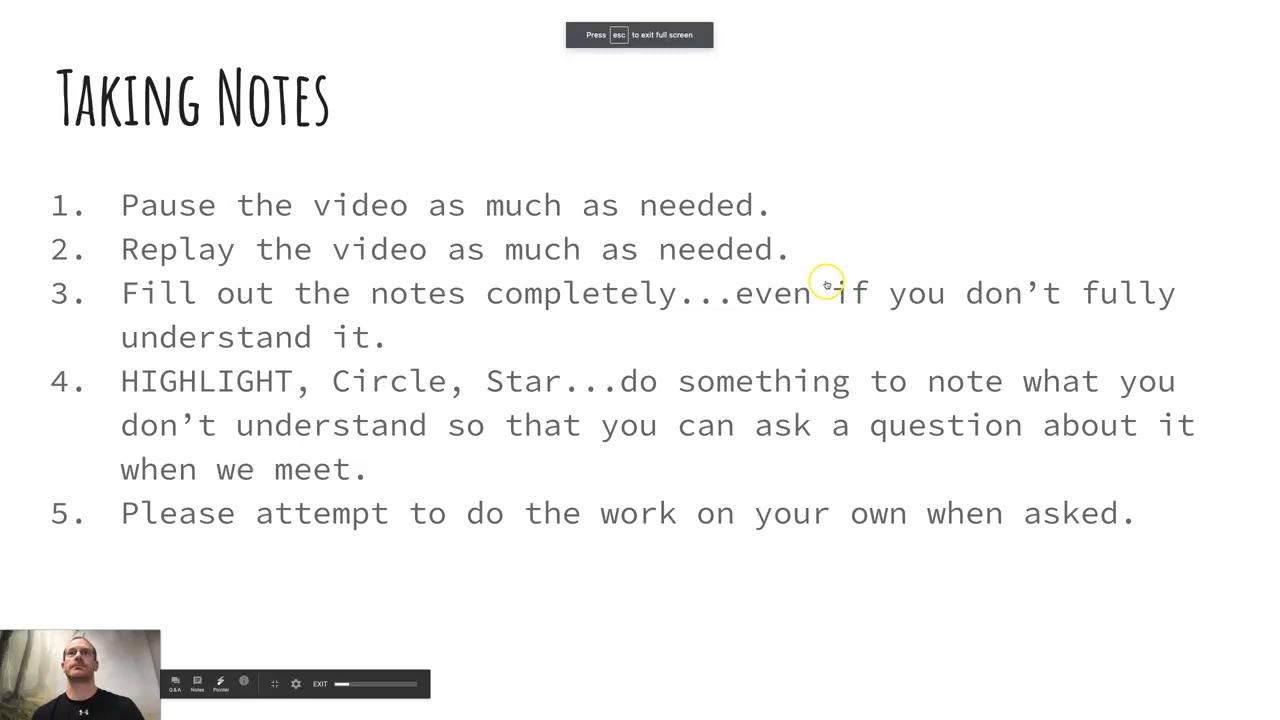 Press esc to exit full screen
Taking Notes
1. Pause the video as much as needed.
2. Replay the video as much as needed.
3. Fill out the notes completely...even if you don’t fully
understand it.
4. HIGHLIGHT, Circle, Star...do something to note what you
don’t understand so that you can ask a question about it
when we meet.
5. Please attempt to do the work on your own when asked.
Q&A Notes Pointer EXIT